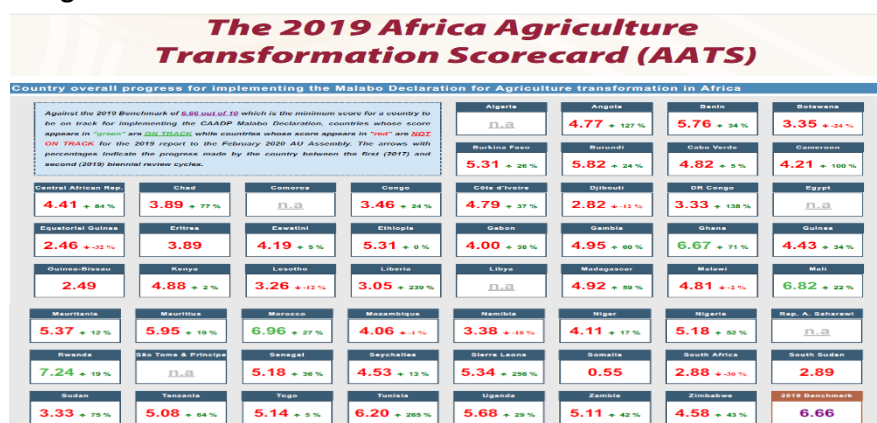 The 2019 Africa Agriculture
Transformation Scorecard (AATS)
Country overall progress for implementing the Malabo Declaration for Agriculture transformation in Africa
Against the 2019 Benchmark of 6.66 out of 10 which is the minimum score for a country to
be on track for implementing the CAADP Malabo Declaration, countries whose score
appears in "green" are ON TRACK while countries whose score appears in "red" are NOT
ON TRACK for the 2019 report to the February 2020 AU Assembly. The arrows with
percentages indicate the progress made by the country between the first (2017) and
second (2019) biennial review cycles.
Algeria Angola Benin Botswana
n.a 4.77 127 % 5.76 34 % 3.35 -24 %
Burkina Faso Burundi Cabo Verde Cameroon
5.31 26 % 5.82 24 % 4.82 5 % 4.21 100 %
Central African Rep. Chad Comoros Congo Côte d'Ivoire Djibouti DR Congo Egypt
4.41 84 % 3.89 77 % n.a 3.46 24 % 4.79 37 % 2.82 -12 % 3.33 138 % n.a
Equatorial Guinea Eritrea Eswatini Ethiopia Gabon Gambia Ghana Guinea
2.46 -32 % 3.89 4.19 5 % 5.31 0 % 4.00 38 % 4.95 60 % 6.67 71 % 4.43 34 %
Guinea-Bissau Kenya Lesotho Liberia Libya Madagascar Malawi Mali
2.49 4.88 2 % 3.26 -12 % 3.05 239 % n.a 4.92 59 % 4.81 -2 % 6.82 22 %
Mauritania Mauritius Morocco Mozambique Namibia Niger Nigeria Rep. A. Saharawi
5.37 12 % 5.95 19 % 6.96 27 % 4.06 -1 % 3.38 -18 % 4.11 17 % 5.18 52 % n.a
Rwanda São Tome & Principe Senegal Seychelles Sierra Leone Somalia South Africa South Sudan
7.24 19 % n.a 5.18 36 % 4.53 13 % 5.34 256 % 0.55 2.88 -30 % 2.89
Sudan Tanzania Togo Tunisia Uganda Zambia Zimbabwe 2019 Benchmark
3.33 75 % 5.08 64 % 5.14 5 % 6.20 265 % 5.68 29 % 5.11 42 % 4.58 43 % 6.66